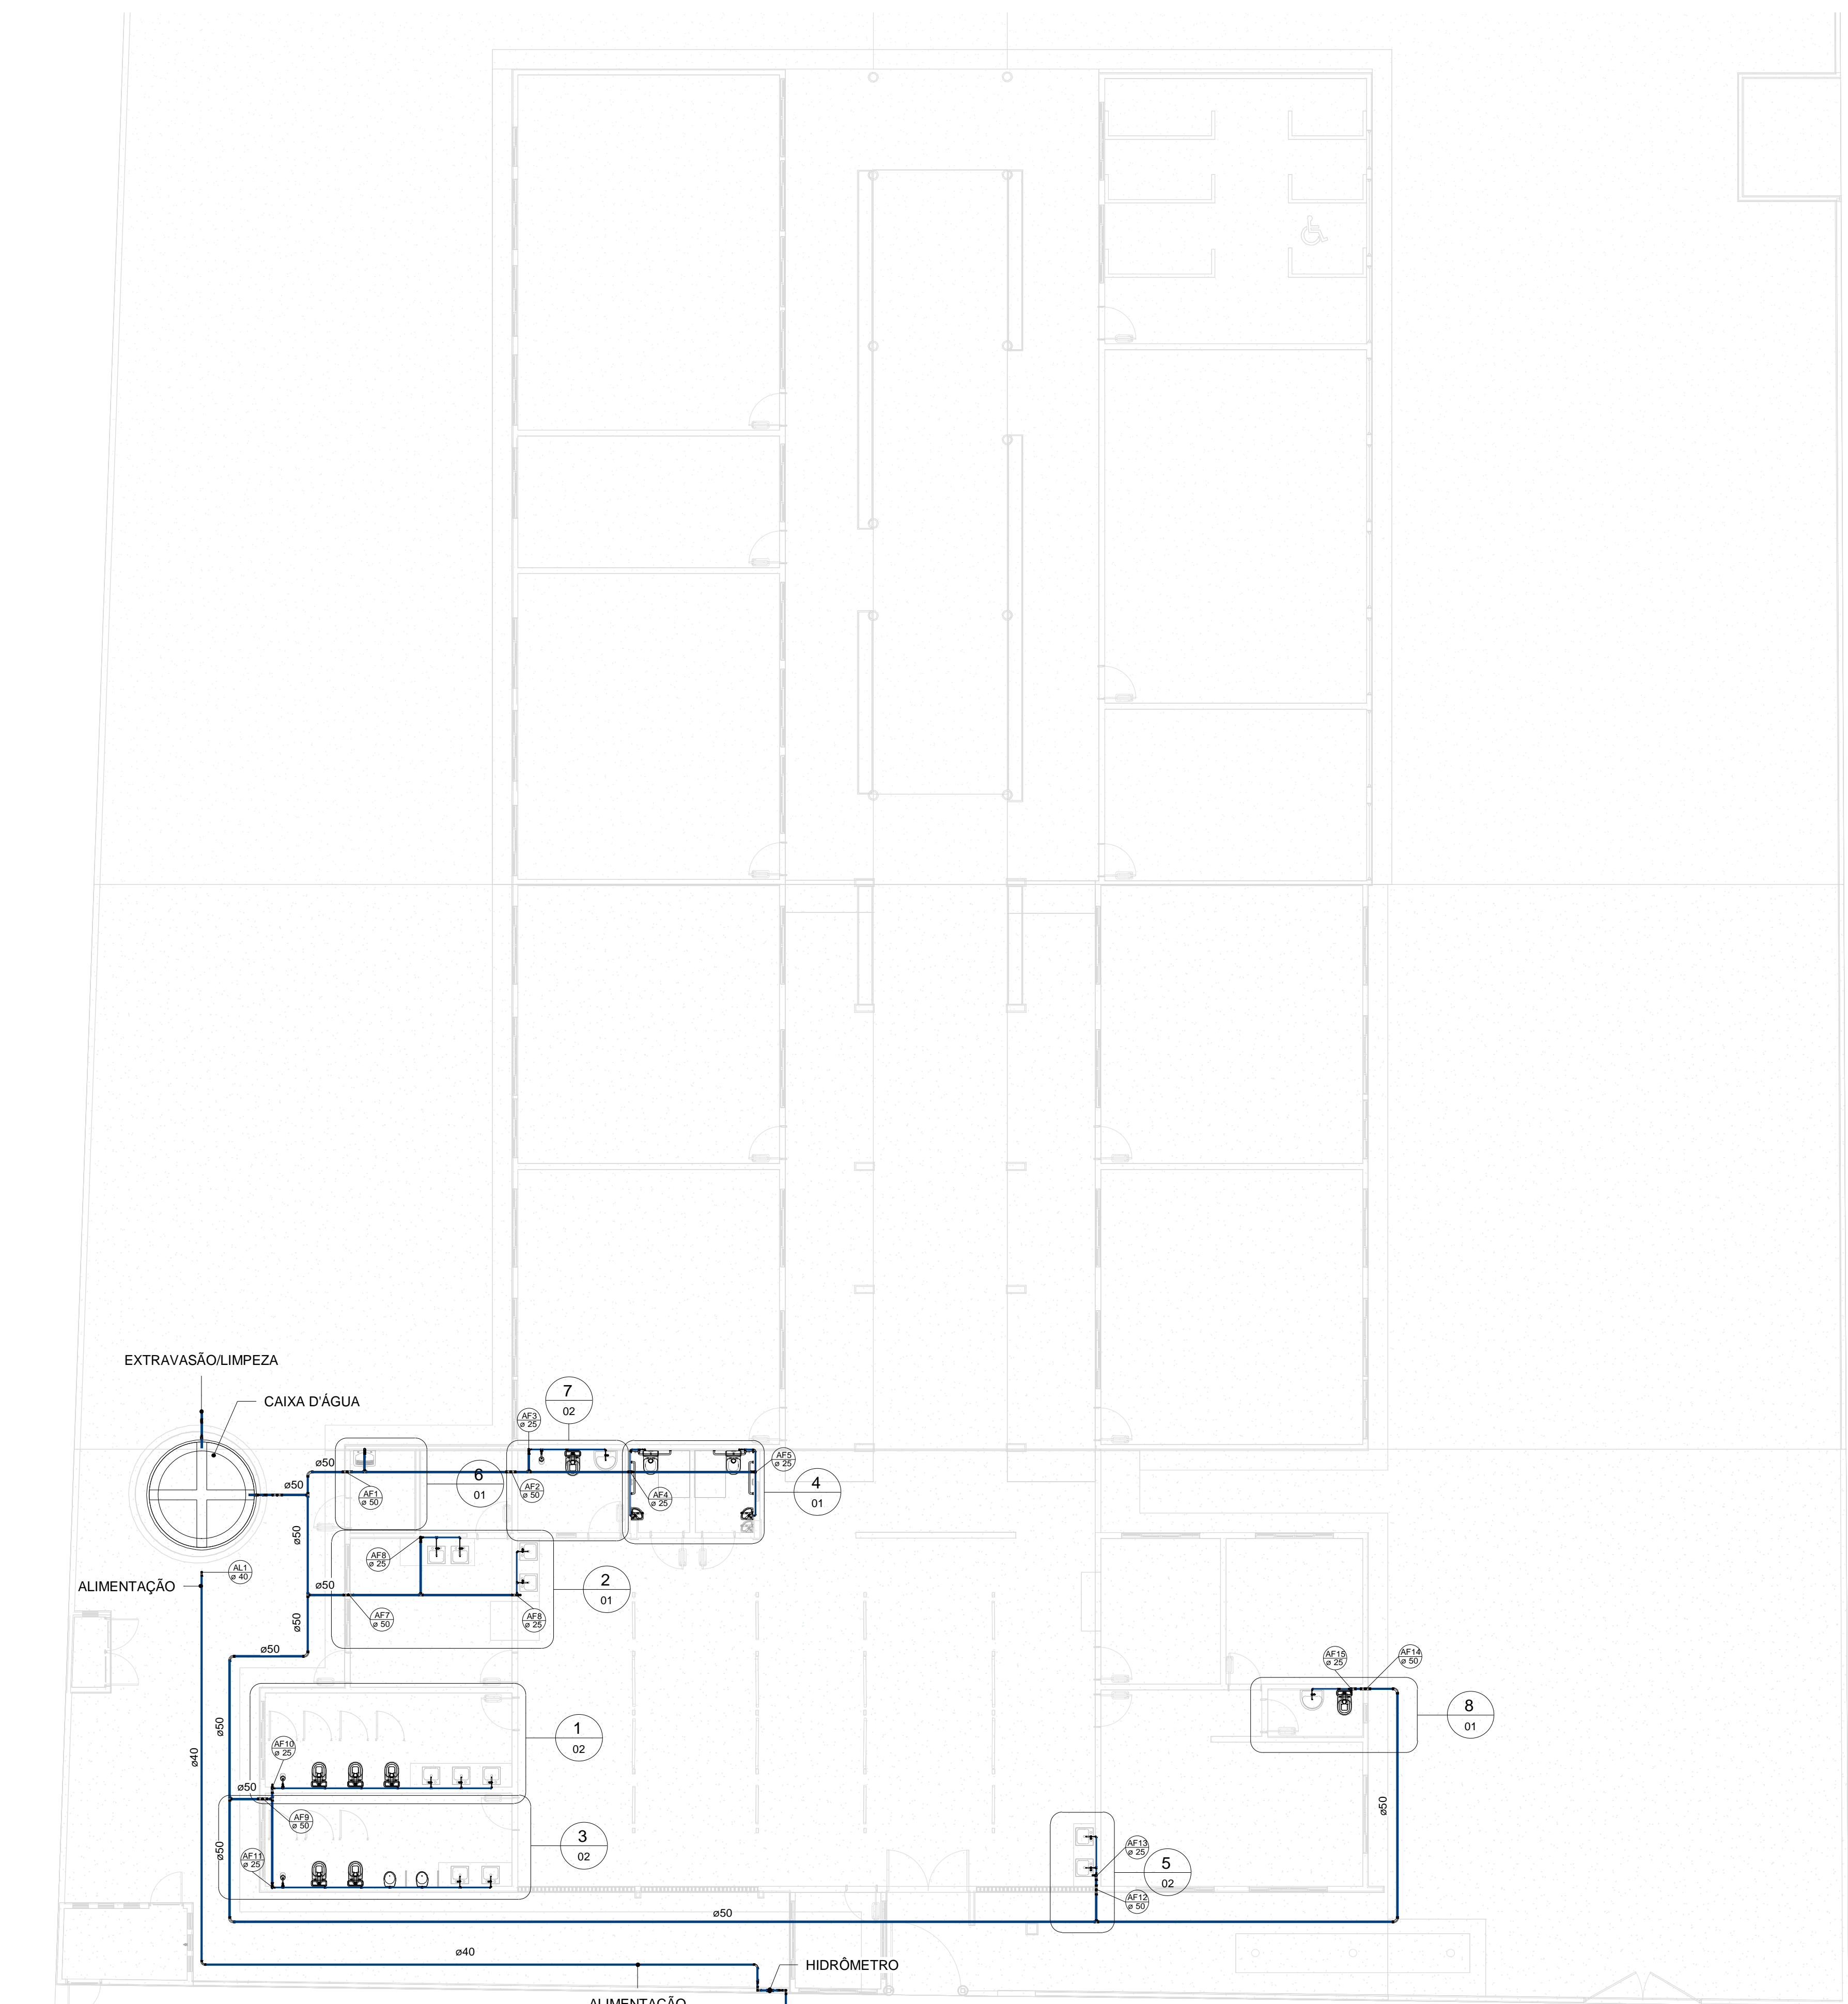 EXTRAVASÃO/LIMPEZA
CAIXA D'ÁGUA
7
02
AF3
ø 25
ø50
ø50
6
01
AF1
ø 50
AF2
ø 50
AF4
ø 25
AF5
ø 25
4
01
ø50
AL1
ø 40
ALIMENTAÇÃO
AF8
ø 25
ø50
2
01
AF7
ø 50
AF8
ø 25
ø50
ø50
AF15
ø 25
AF14
ø 50
8
01
ø50
1
02
AF10
ø 25
ø40
ø50
AF9
ø 50
3
02
ø50
AF11
ø 25
ø50
AF13
ø 25
5
02
AF12
ø 50
ø50
ø40
HIDRÔMETRO
ALIMENTAÇÃO